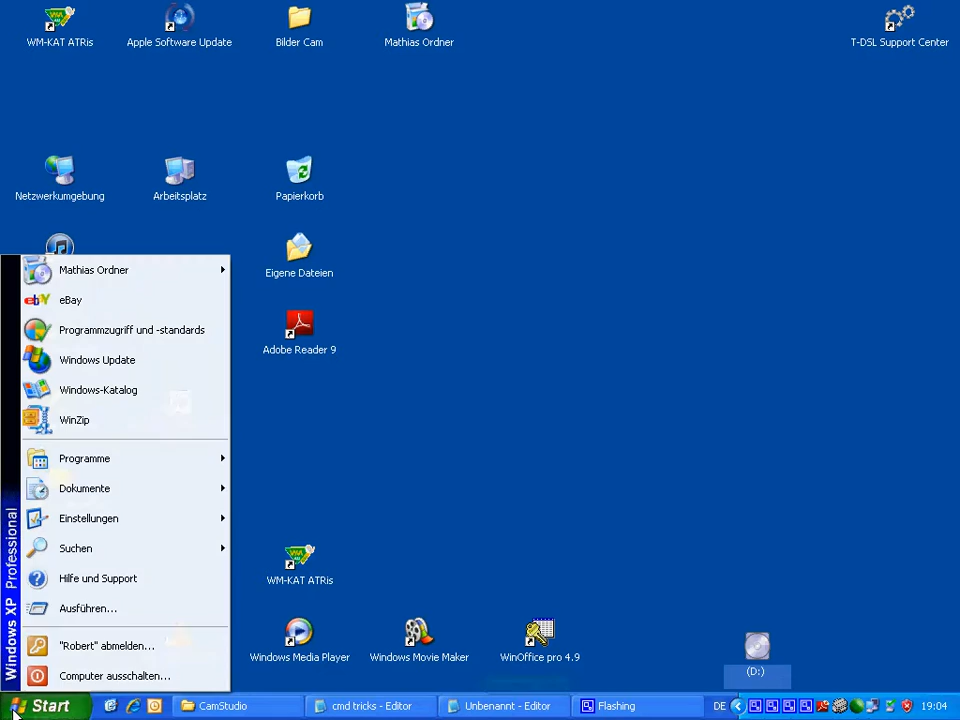 WM-KAT ATRis
Apple Software Update
Bilder Cam
Mathias Ordner
T-DSL Support Center
Netzwerkumgebung
Arbeitsplatz
Papierkorb
Eigene Dateien
Adobe Reader 9
WM-KAT ATRis
Windows Media Player
Windows Movie Maker
WinOffice pro 4.9
(D:)
Mathias Ordner
eBay
Programmzugriff und -standards
Windows Update
Windows-Katalog
WinZip
Programme
Dokumente
Einstellungen
Suchen
Hilfe und Support
Ausführen...
"Robert" abmelden...
Computer ausschalten...
Windows XP Professional
Start
CamStudio
cmd tricks - Editor
Unbenannt - Editor
Flashing
DE
19:04